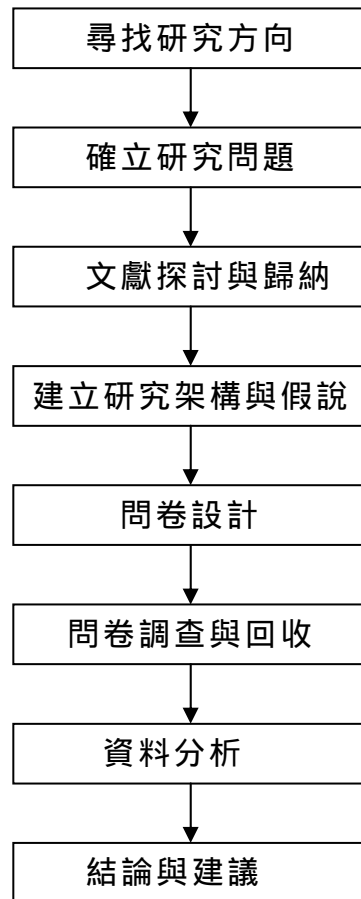 尋找研究方向
確立研究問題
文獻探討與歸納
建立研究架構與假說
問卷設計
問卷調查與回收
資料分析
結論與建議